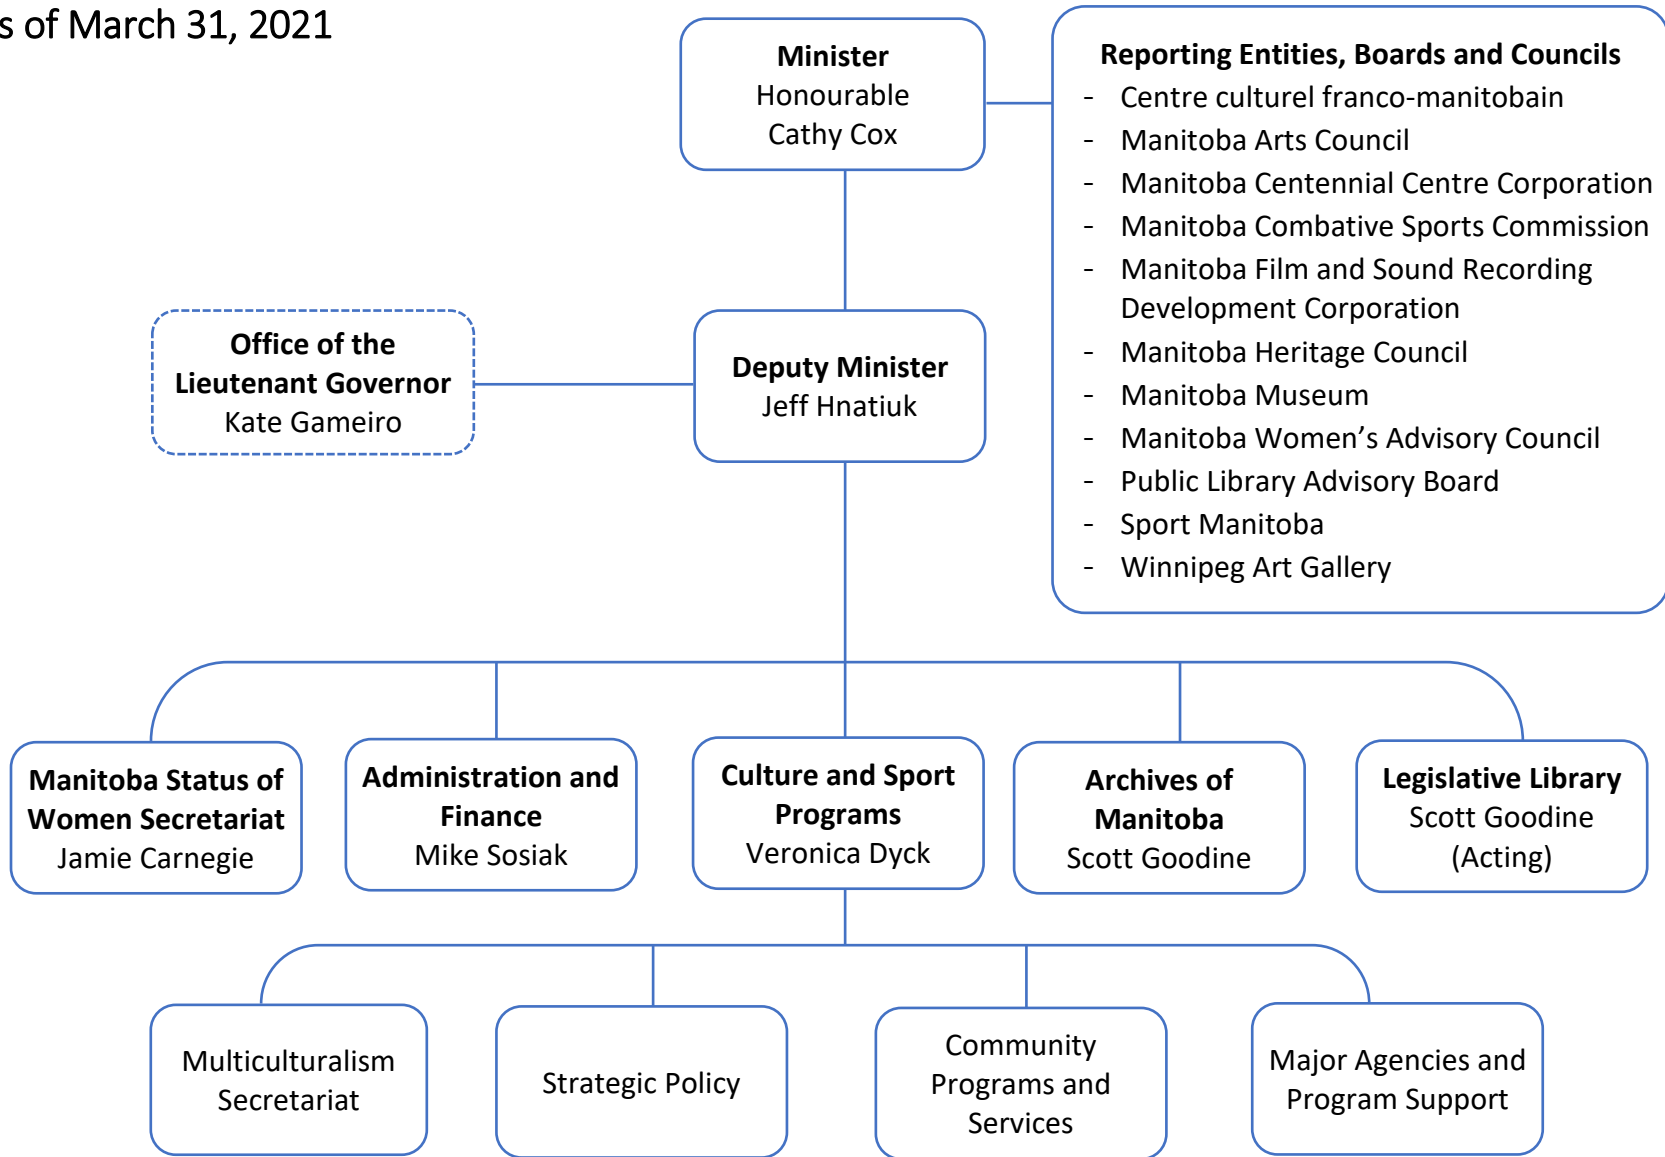 s of March 31, 2021
Minister
Honourable
Cathy Cox
Reporting Entities, Boards and Councils
- Centre culturel franco-manitobain
- Manitoba Arts Council
- Manitoba Centennial Centre Corporation
- Manitoba Combative Sports Commission
- Manitoba Film and Sound Recording
Development Corporation
- Manitoba Heritage Council
- Manitoba Museum
- Manitoba Women’s Advisory Council
- Public Library Advisory Board
- Sport Manitoba
- Winnipeg Art Gallery
Office of the
Lieutenant Governor
Kate Gameiro
Deputy Minister
Jeff Hnatiuk
Manitoba Status of
Women Secretariat
Jamie Carnegie
Administration and
Finance
Mike Sosiak
Culture and Sport
Programs
Veronica Dyck
Archives of
Manitoba
Scott Goodine
Legislative Library
Scott Goodine
(Acting)
Multiculturalism
Secretariat
Strategic Policy
Community
Programs and
Services
Major Agencies and
Program Support